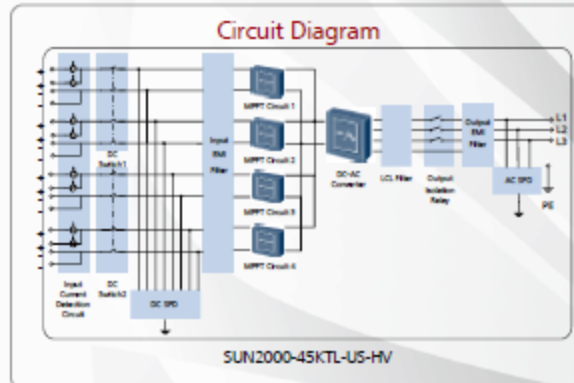 Circuit Diagram
MPPT Circuit 1
MPPT Circuit 2
MPPT Circuit 3
MPPT Circuit 4
Input
EMI
Filter
DC
Switch1
DC-AC
Converter
LCL Filter
Output
Isolation
Relay
Output
EMI
Filter
L1
L2
L3
AC SPD
PE
Input
Current
Detection
Circuit
DC
Switch2
DC SPD
SUN2000-45KTL-US-HV